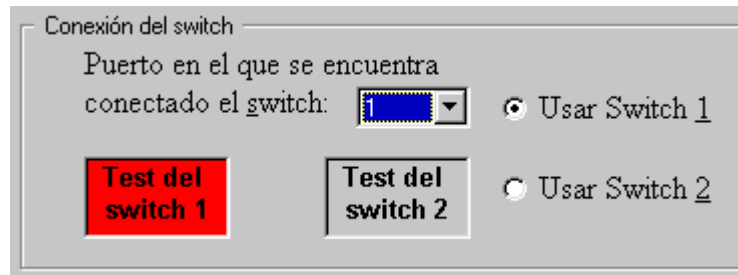 Conexión del switch
Puerto en el que se encuentra
conectado el switch: 1
Usar Switch 1
Test del
switch 1
Test del
switch 2
Usar Switch 2